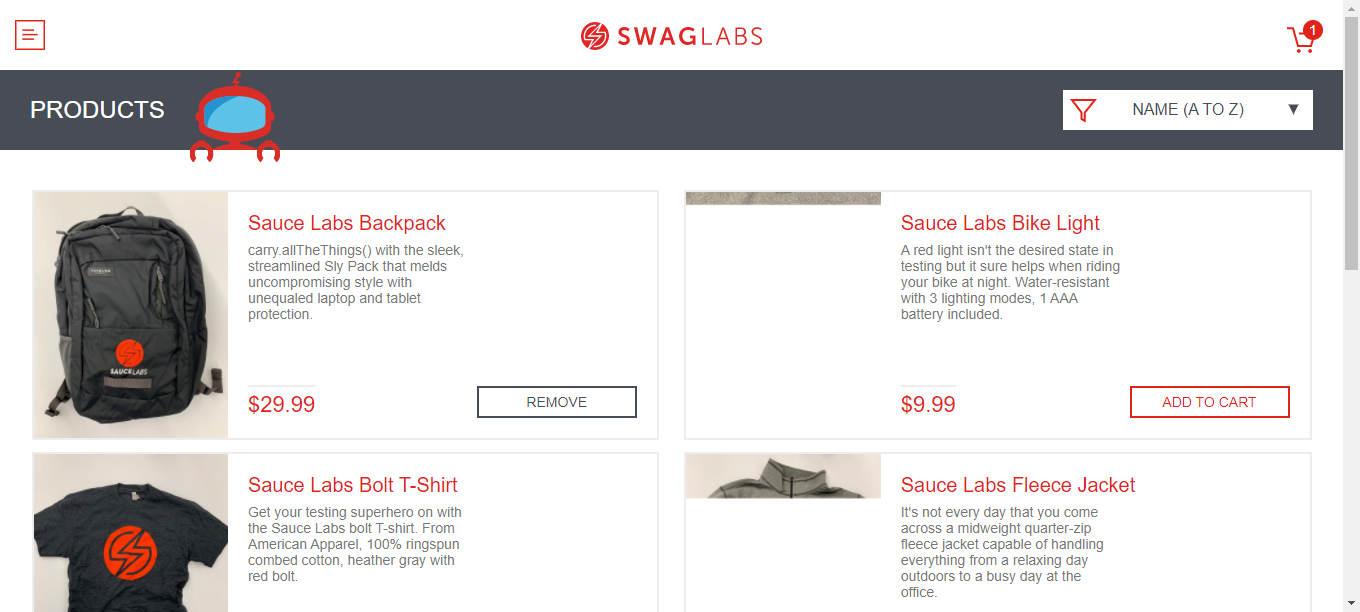 SWAGLABS
1
PRODUCTS
NAME (A TO Z)
Sauce Labs Backpack
carry.allTheThings() with the sleek,
streamlined Sly Pack that melds
uncompromising style with
unequaled laptop and tablet
protection.
$29.99
REMOVE
SAUCELABS
Sauce Labs Bike Light
A red light isn't the desired state in
testing but it sure helps when riding
your bike at night. Water-resistant
with 3 lighting modes, 1 AAA
battery included.
$9.99
ADD TO CART
Sauce Labs Bolt T-Shirt
Get your testing superhero on with
the Sauce Labs bolt T-shirt. From
American Apparel, 100% ringspun
combed cotton, heather gray with
red bolt.
Sauce Labs Fleece Jacket
It's not every day that you come
across a midweight quarter-zip
fleece jacket capable of handling
everything from a relaxing day
outdoors to a busy day at the
office.